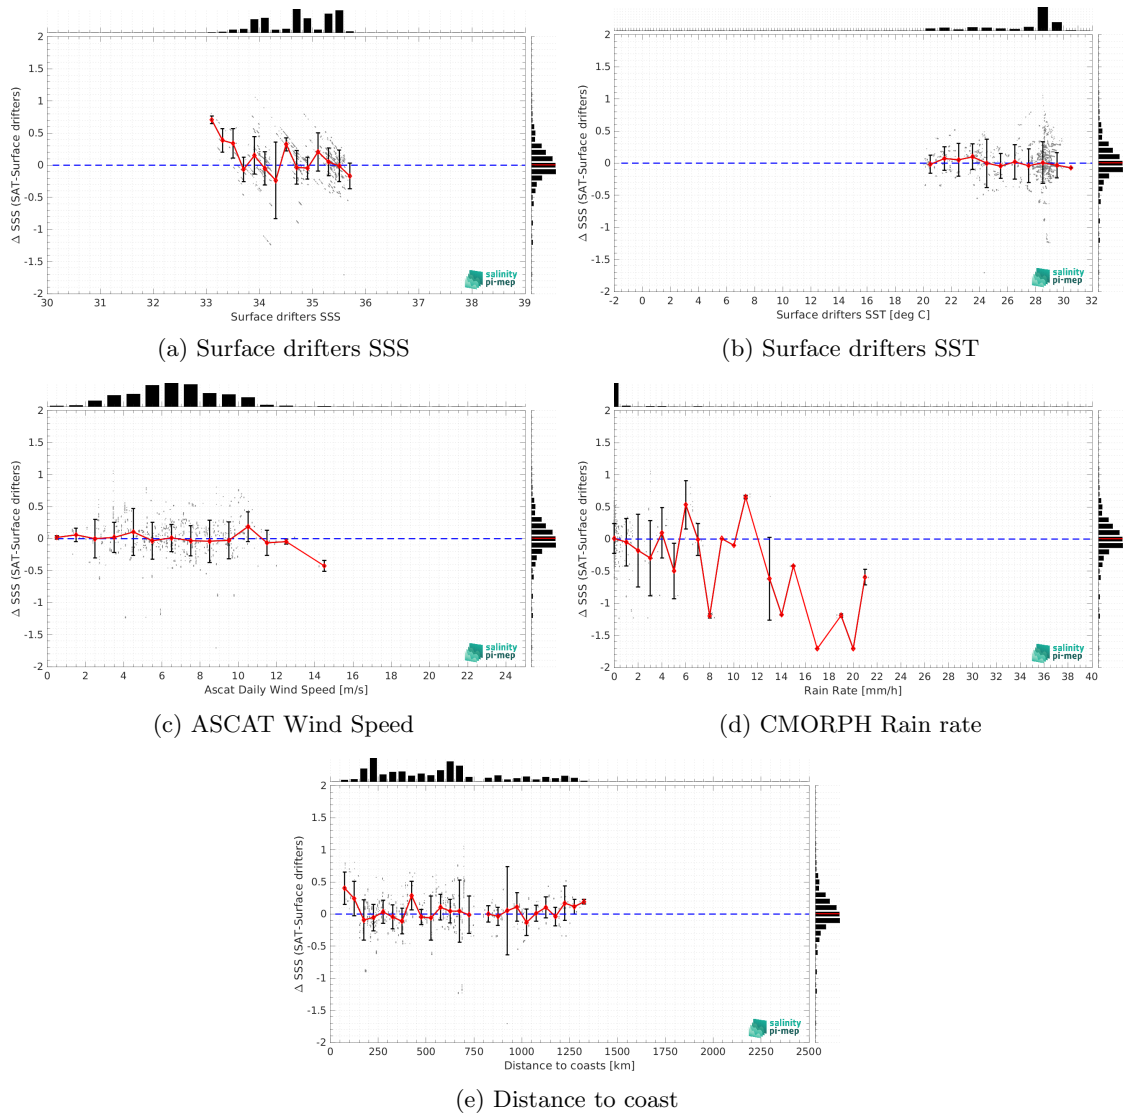 2
1.5
1
0.5
0
-0.5
-1
-1.5
-2
Δ SSS (SAT-Surface drifters)
30 31 32 33 34 35 36 37 38 39
Surface drifters SSS
salinity
pi-mep
(a) Surface drifters SSS
2
1.5
1
0.5
0
-0.5
-1
-1.5
-2
Δ SSS (SAT-Surface drifters)
-2 0 2 4 6 8 10 12 14 16 18 20 22 24 26 28 30 32
Surface drifters SST [deg C]
salinity
pi-mep
(b) Surface drifters SST
2
1.5
1
0.5
0
-0.5
-1
-1.5
-2
Δ SSS (SAT-Surface drifters)
0 2 4 6 8 10 12 14 16 18 20 22 24
Ascat Daily Wind Speed [m/s]
salinity
pi-mep
(c) ASCAT Wind Speed
2
1.5
1
0.5
0
-0.5
-1
-1.5
-2
Δ SSS (SAT-Surface drifters)
0 2 4 6 8 10 12 14 16 18 20 22 24 26 28 30 32 34 36 38 40
Rain Rate [mm/h]
salinity
pi-mep
(d) CMORPH Rain rate
2
1.5
1
0.5
0
-0.5
-1
-1.5
-2
Δ SSS (SAT-Surface drifters)
0 250 500 750 1000 1250 1500 1750 2000 2250 2500
Distance to coasts [km]
salinity
pi-mep
(e) Distance to coast